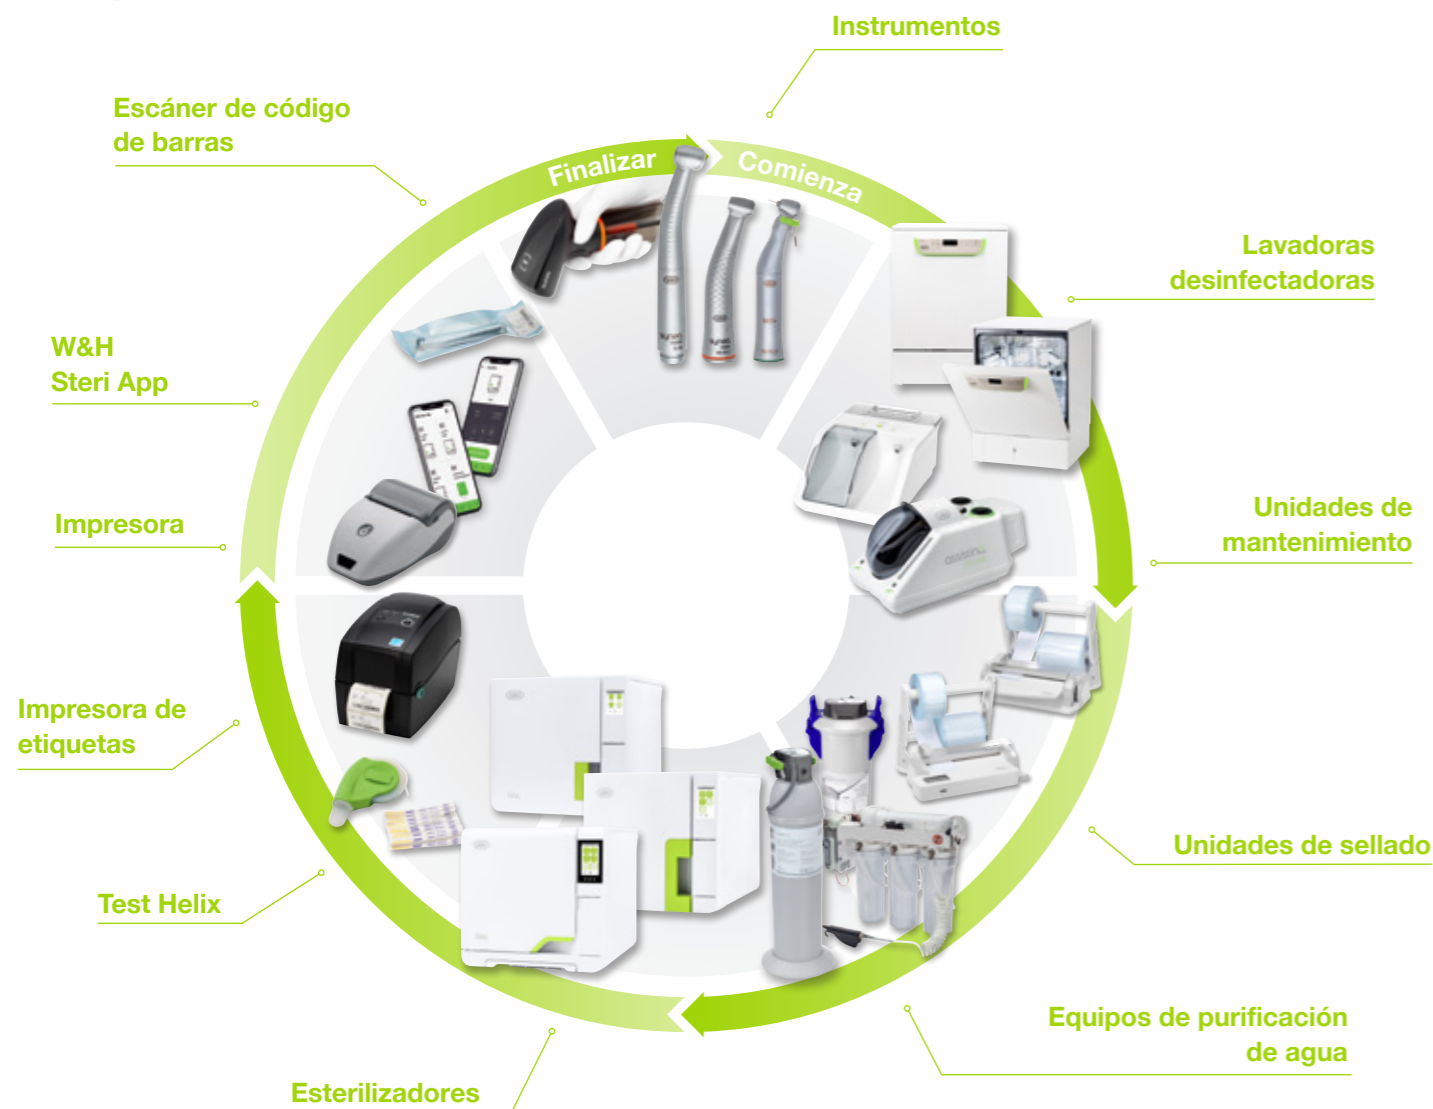 Instrumentos
Escáner de código
de barras
Finalizar
Comienza
Lavadoras
desinfectadoras
W&H
Steri App
Unidades de
mantenimiento
Impresora
assistina
Impresora de
etiquetas
Unidades de sellado
Test Helix
Equipos de purificación
de agua
Esterilizadores